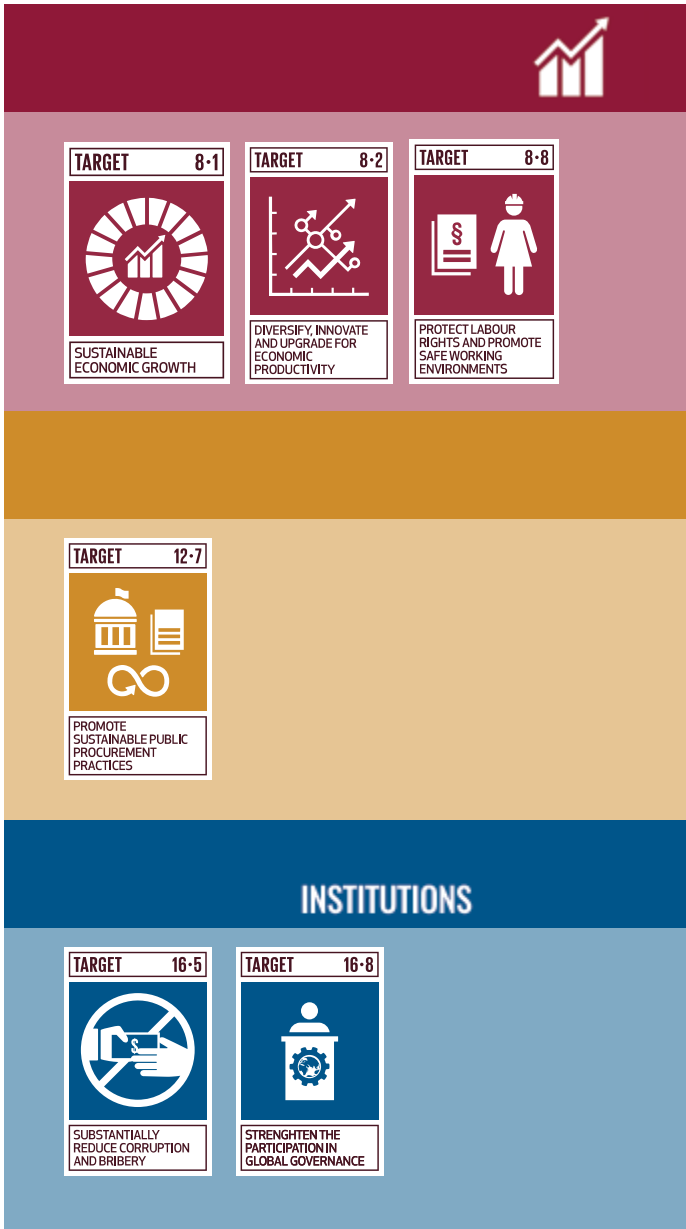 TARGET 8·1
SUSTAINABLE
ECONOMIC GROWTH
TARGET 8·2
DIVERSIFY, INNOVATE
AND UPGRADE FOR
ECONOMIC
PRODUCTIVITY
TARGET 8·8
§
PROTECT LABOUR
RIGHTS AND PROMOTE
SAFE WORKING
ENVIRONMENTS
TARGET 12·7
PROMOTE
SUSTAINABLE PUBLIC
PROCUREMENT
PRACTICES
INSTITUTIONS
TARGET 16·5
$
SUBSTANTIALLY
REDUCE CORRUPTION
AND BRIBERY
TARGET 16·8
STRENGHTEN THE
PARTICIPATION IN
GLOBAL GOVERNANCE